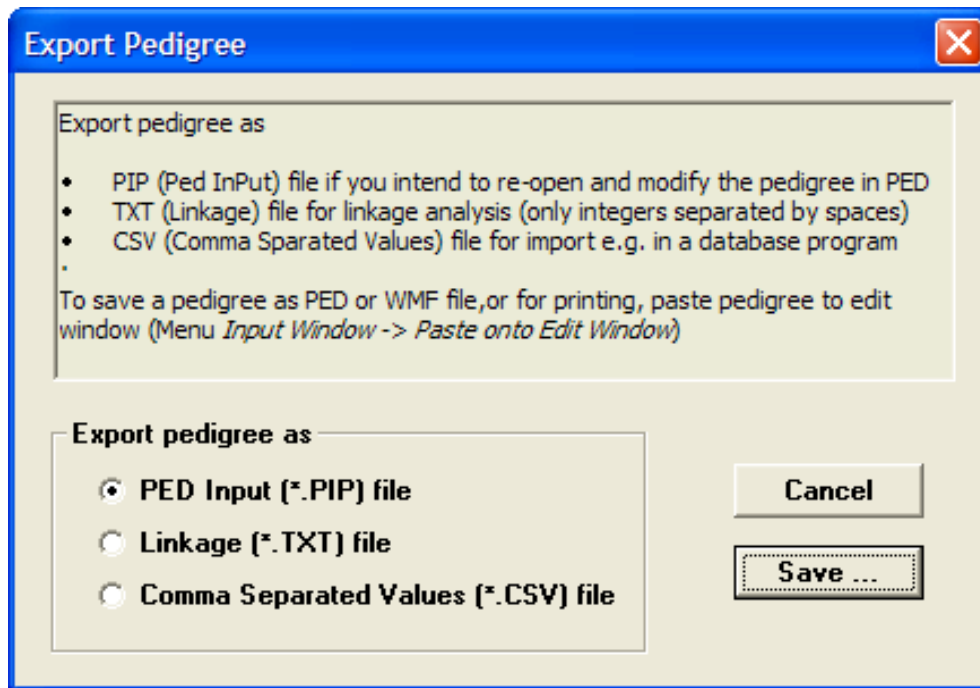 Export Pedigree
Export pedigree as
• PIP (Ped InPut) file if you intend to re-open and modify the pedigree in PED
• TXT (Linkage) file for linkage analysis (only integers separated by spaces)
• CSV (Comma Sparated Values) file for import e.g. in a database program
To save a pedigree as PED or WMF file,or for printing, paste pedigree to edit
window (Menu Input Window -> Paste onto Edit Window)
Export pedigree as
PED Input (*.PIP) file
Linkage (*.TXT) file
Comma Separated Values (*.CSV) file
Cancel
Save ...